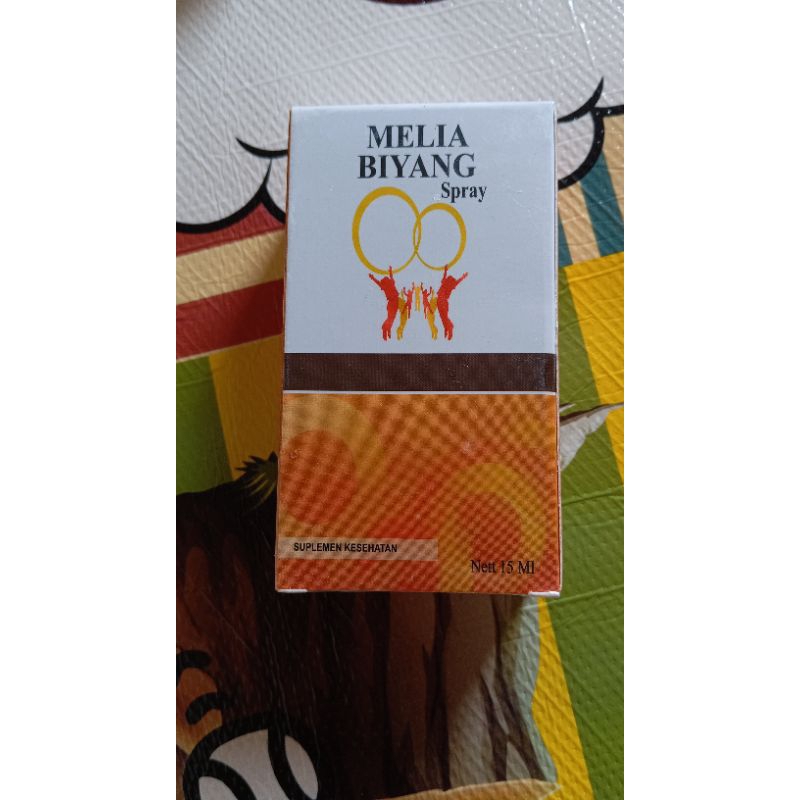 MELIA
BIYANG
Spray
SUPLEMEN KESEHATAN
Nett 15 Ml